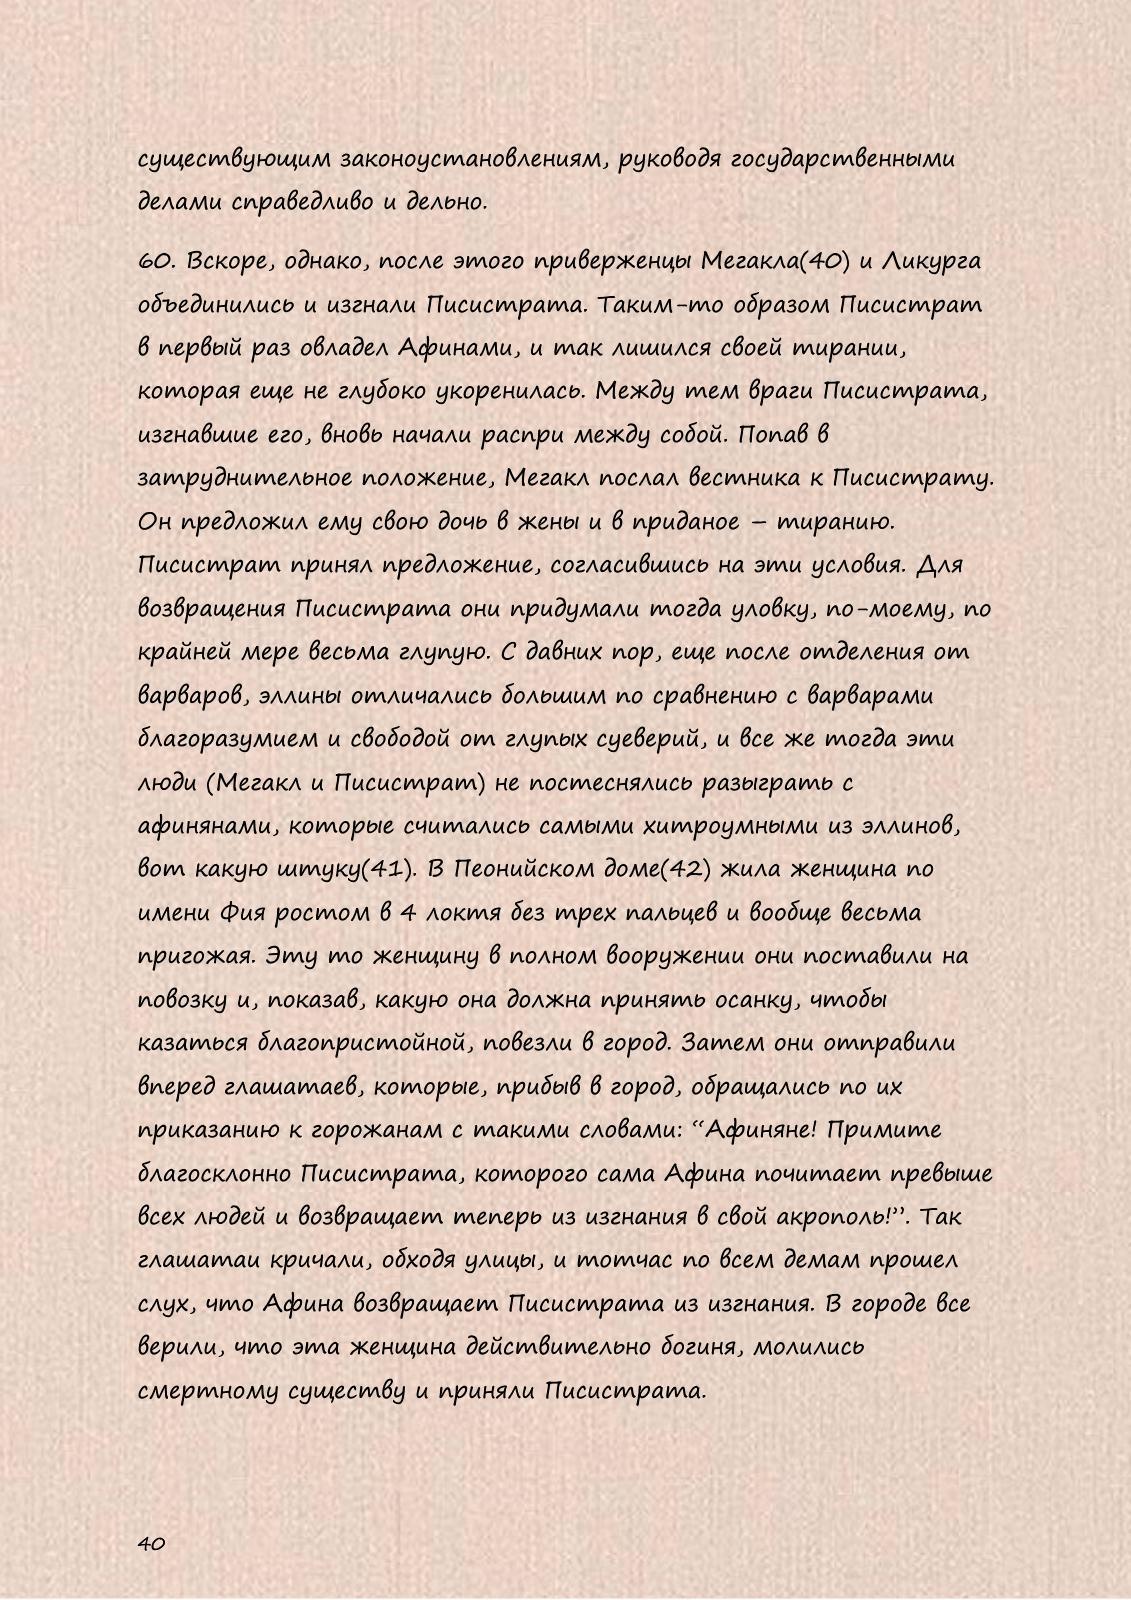 существующим законоустановлениям, руководя государственными
делами справедливо и дельно.
60. Вскоре, однако, после этого приверженцы Мегакла(40) и Ликурга
объединились и изгнали Писистрата. Таким-то образом Писистрат
в первый раз овладел Афинами, и так лишился своей тирании,
которая еще не глубоко укоренилась. Между тем враги Писистрата,
изгнавшие его, вновь начали распри между собой. Попав в
затруднительное положение, Мегакл послал вестника к Писистрату.
Он предложил ему свою дочь в жены и в приданое – тиранию.
Писистрат принял предложение, согласившись на эти условия. Для
возвращения Писистрата они придумали тогда уловку, по-моему, по
крайней мере весьма глупую. С давних пор, еще после отделения от
варваров, эллины отличались большим по сравнению с варварами
благоразумием и свободой от глупых суеверий, и все же тогда эти
люди (Мегакл и Писистрат) не постеснялись разыграть с
афинянами, которые считались самыми хитроумными из эллинов,
вот какую штуку(41). В Пеонийском доме(42) жила женщина по
имени Фия ростом в 4 локтя без трех пальцев и вообще весьма
пригожая. Эту то женщину в полном вооружении они поставили на
повозку и, показав, какую она должна принять осанку, чтобы
казаться благопристойной, повезли в город. Затем они отправили
вперед глашатаев, которые, прибыв в город, обращались по их
приказанию к горожанам с такими словами: “Афиняне! Примите
благосклонно Писистрата, которого сама Афина почитает превыше
всех людей и возвращает теперь из изгнания в свой акрополь!”. Так
глашатаи кричали, обходя улицы, и тотчас по всем демам прошел
слух, что Афина возвращает Писистрата из изгнания. В городе все
верили, что эта женщина действительно богиня, молились
смертному существу и приняли Писистрата.
40